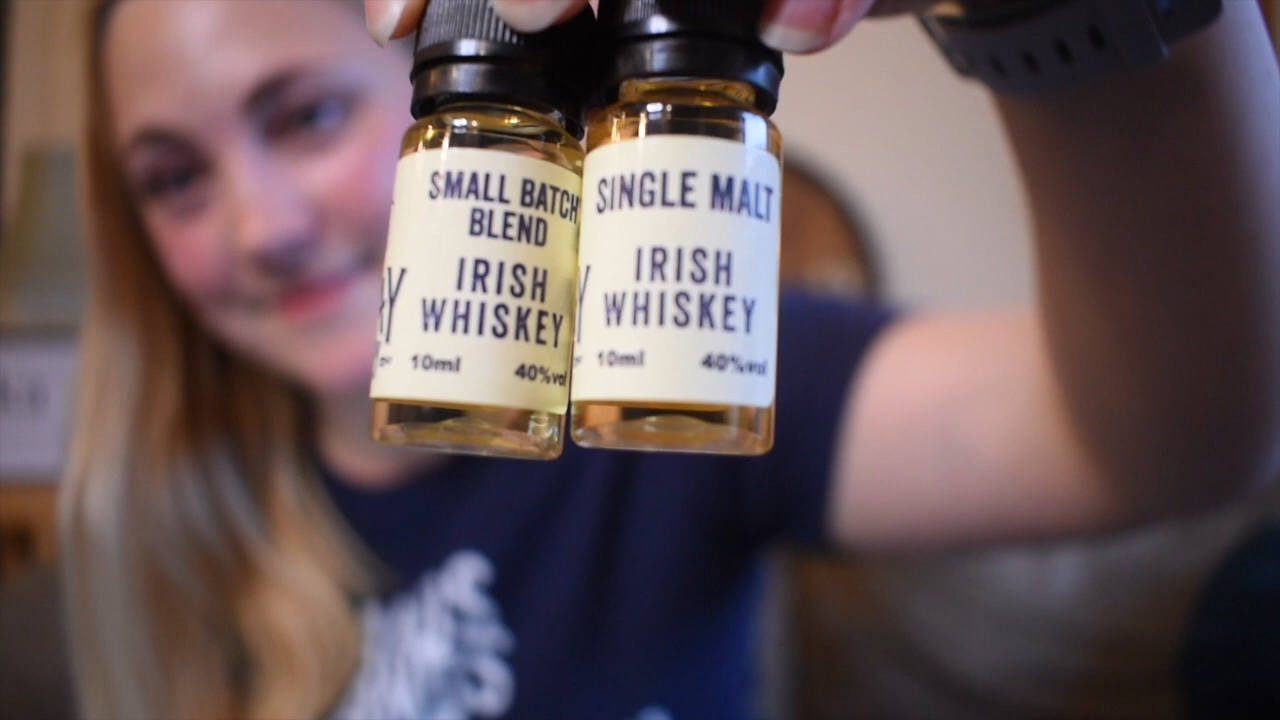 SMALL BATCH
BLEND
IRISH
WHISKEY
10ml 40%vol
SINGLE MALT
IRISH
WHISKEY
10ml 40%vol